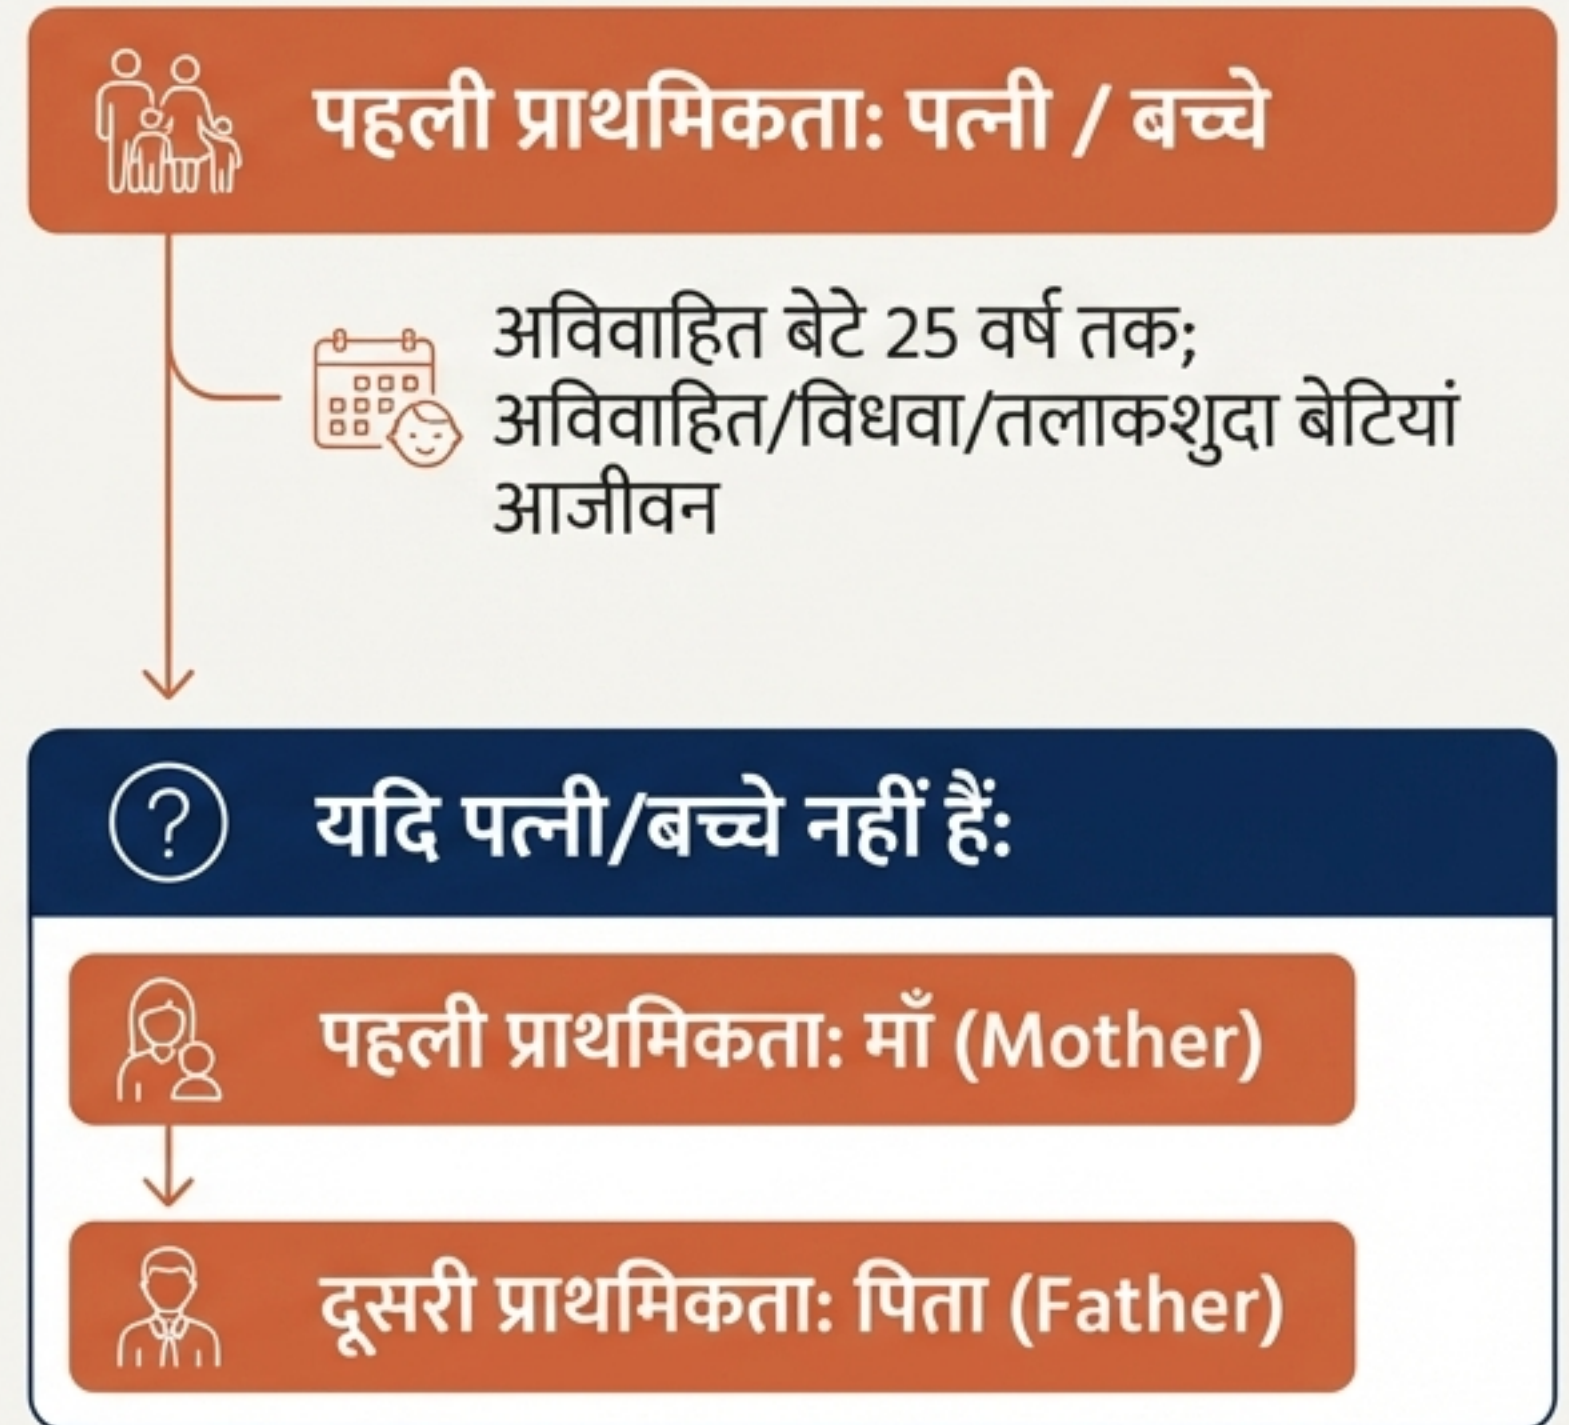 पहली प्राथमिकता: पत्नी / बच्चे
अविवाहित बेटे 25 वर्ष तक;
अविवाहित/विधवा/तलाकशुदा बेटियां
आजीवन
?
यदि पत्नी/बच्चे नहीं हैं:
पहली प्राथमिकता: माँ (Mother)
दूसरी प्राथमिकता: पिता (Father)